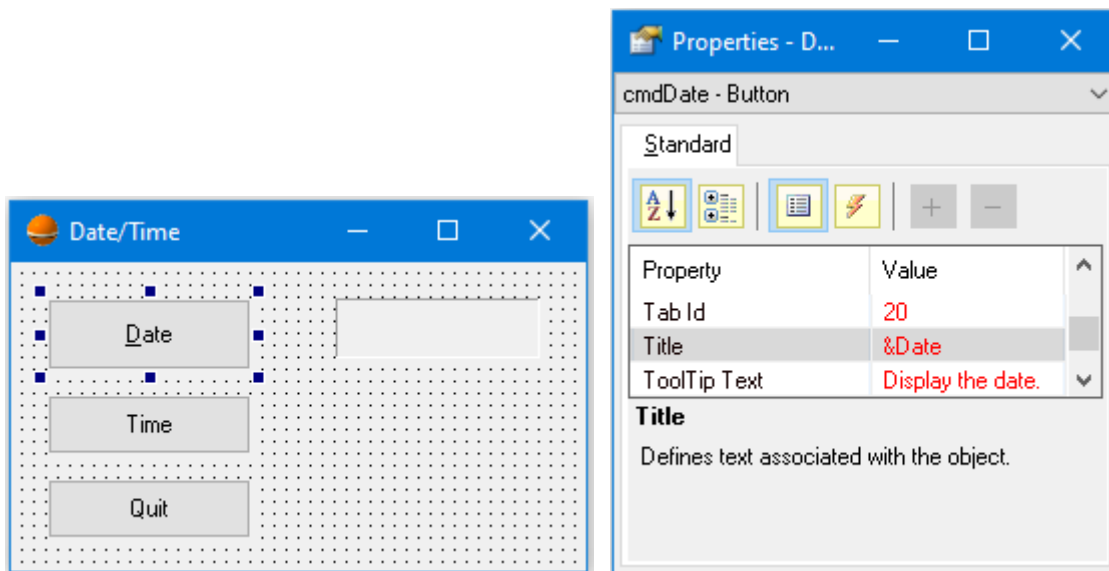 Date/Time
Date
Time
Quit
Properties - D...
cmdDate - Button
Standard
A
Z
Property Value
Tab Id 20
Title &Date
ToolTip Text Display the date.
Title
Defines text associated with the object.